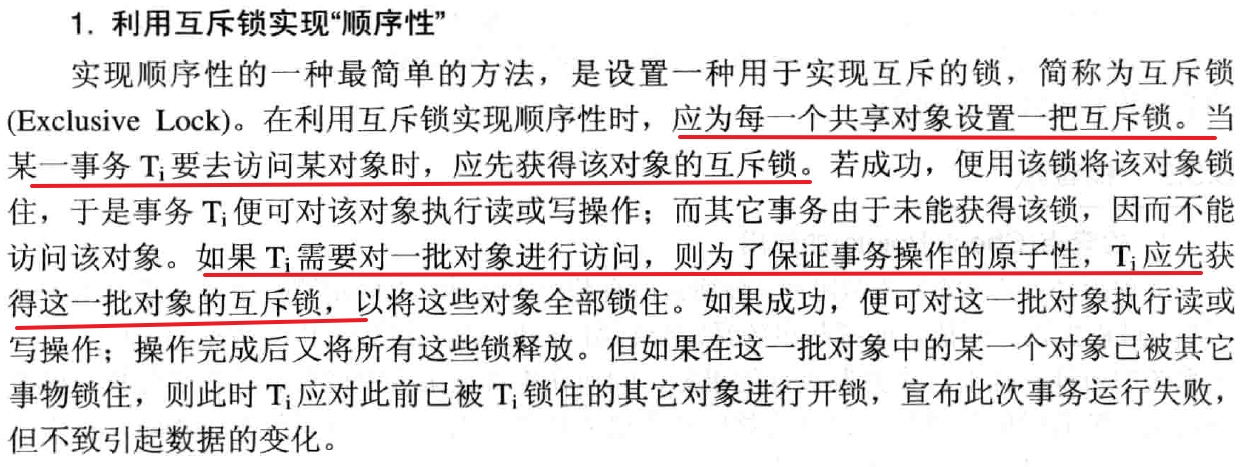 1. 利用互斥锁实现“顺序性”
实现顺序性的一种最简单的方法，是设置一种用于实现互斥的锁，简称为互斥锁
(Exclusive Lock)。在利用互斥锁实现顺序性时，应为每一个共享对象设置一把互斥锁。当
某一事务 Ti 要去访问某对象时，应先获得该对象的互斥锁。若成功，便用该锁将该对象锁
住，于是事务 Ti 便可对该对象执行读或写操作；而其它事务由于未能获得该锁，因而不能
访问该对象。如果 Ti 需要对一批对象进行访问，则为了保证事务操作的原子性，Ti 应先获
得这一批对象的互斥锁，以将这些对象全部锁住。如果成功，便可对这一批对象执行读或
写操作；操作完成后又将所有这些锁释放。但如果在这一批对象中的某一个对象已被其它
事物锁住，则此时 Ti 应对此前已被 Ti 锁住的其它对象进行开锁，宣布此次事务运行失败，
但不致引起数据的变化。